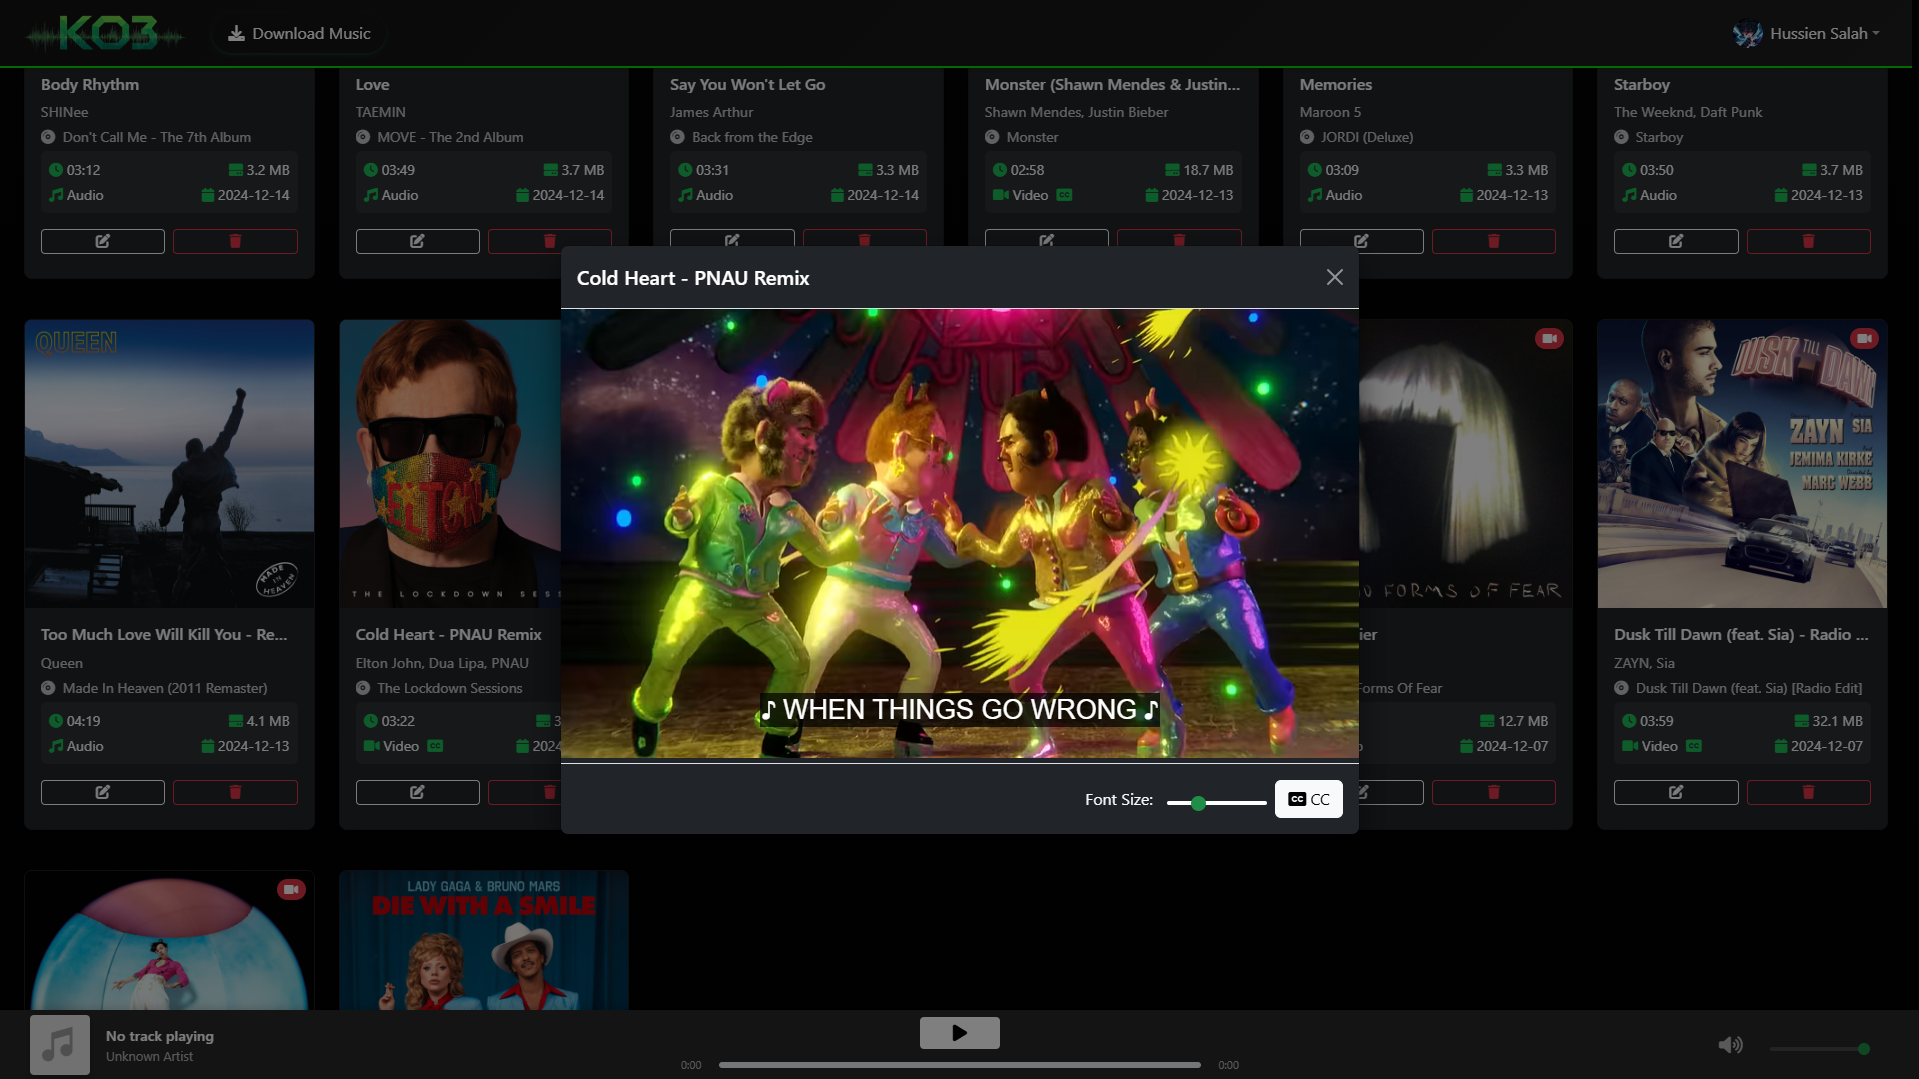 KO3
Download Music
Hussien Salah
Body Rhythm
SHINee
Don't Call Me - The 7th Album
03:12
3.2 MB
Audio
2024-12-14
Love
TAEMIN
MOVE - The 2nd Album
03:49
3.7 MB
Audio
2024-12-14
Say You Won't Let Go
James Arthur
Back from the Edge
03:31
3.3 MB
Audio
2024-12-14
Monster (Shawn Mendes & Justin...
Shawn Mendes, Justin Bieber
Monster
02:58
18.7 MB
Video CC
2024-12-13
Memories
Maroon 5
JORDI (Deluxe)
03:09
3.3 MB
Audio
2024-12-13
Starboy
The Weeknd, Daft Punk
Starboy
03:50
3.7 MB
Audio
2024-12-13
Cold Heart - PNAU Remix
♪ WHEN THINGS GO WRONG ♪
Font Size:
CC CC
QUEEN
MADE IN HEAVEN
Too Much Love Will Kill You - Re...
Queen
Made In Heaven (2011 Remaster)
04:19
4.1 MB
Audio
2024-12-13
ELTON
THE LOCKDOWN SESS
Cold Heart - PNAU Remix
Elton John, Dua Lipa, PNAU
The Lockdown Sessions
03:22
3
Video CC
2024
FORMS OF FEAR
ier
Forms Of Fear
12.7 MB
2024-12-07
DUSK TILL DAWN
ZAYN SIA
JEMIMA KIRKE
MARC WEBB
Dusk Till Dawn (feat. Sia) - Radio ...
ZAYN, Sia
Dusk Till Dawn (feat. Sia) [Radio Edit]
03:59
32.1 MB
Video CC
2024-12-07
LADY GAGA & BRUNO MARS
DIE WITH A SMILE
No track playing
Unknown Artist
0:00
0:00